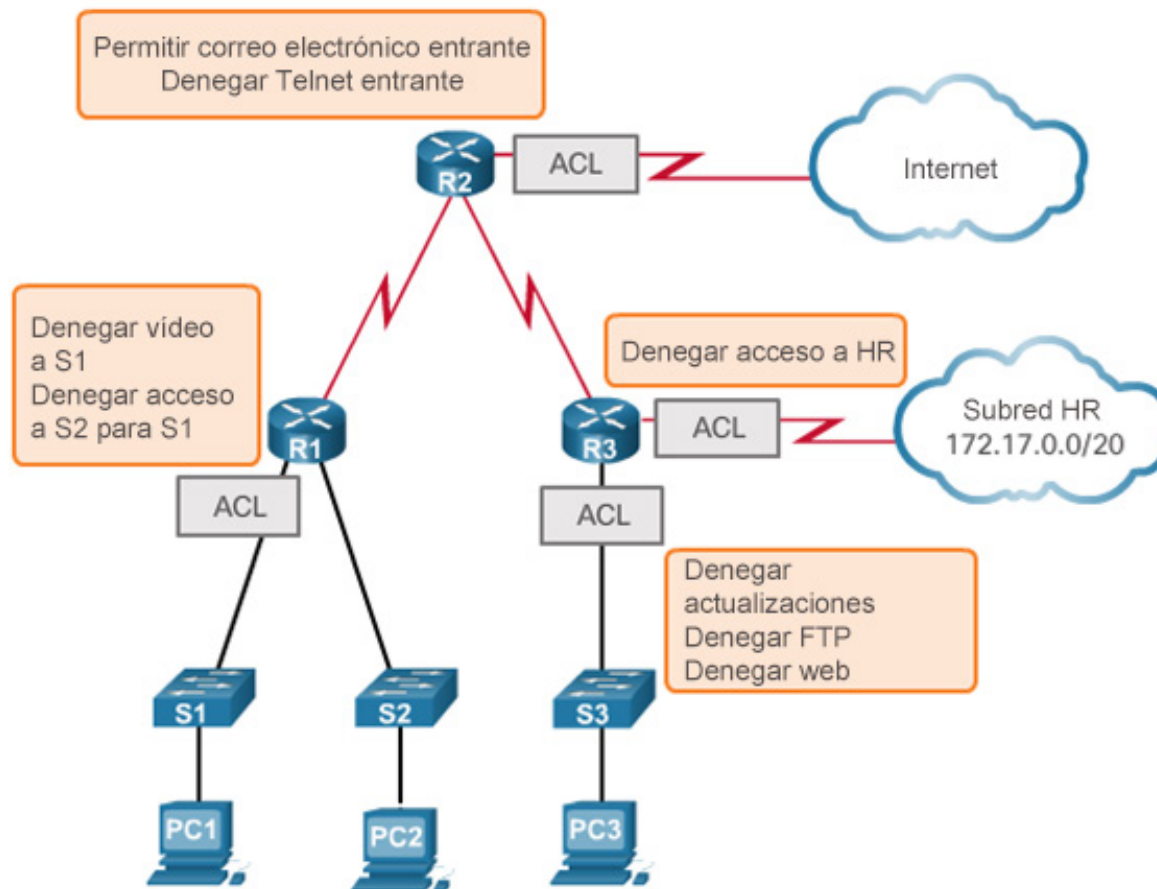 Permitir correo electrónico entrante
Denegar Telnet entrante
R2
ACL
Internet
Denegar vídeo
a S1
Denegar acceso
a S2 para S1
R1
ACL
Denegar acceso a HR
R3
ACL
Subred HR
172.17.0.0/20
ACL
Denegar
actualizaciones
Denegar FTP
Denegar web
S1
S2
S3
PC1
PC2
PC3